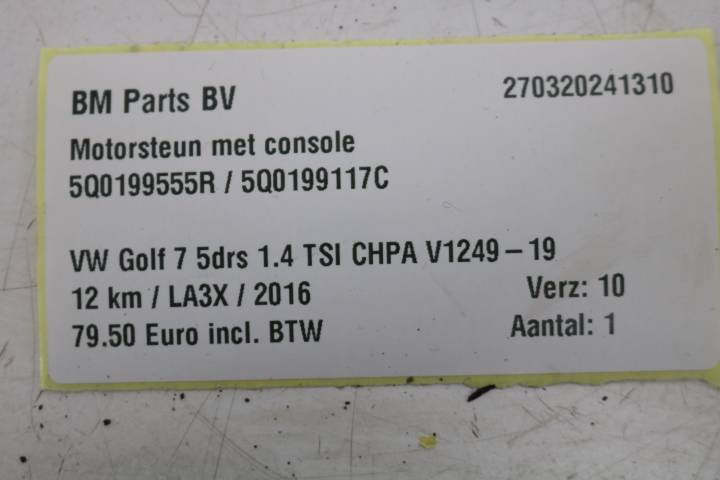 BM Parts BV 270320241310
Motorsteun met console
5Q0199555R / 5Q0199117C
VW Golf 7 5drs 1.4 TSI CHPA V1249-19
12 km / LA3X / 2016 Verz: 10
79.50 Euro incl. BTW Aantal: 1